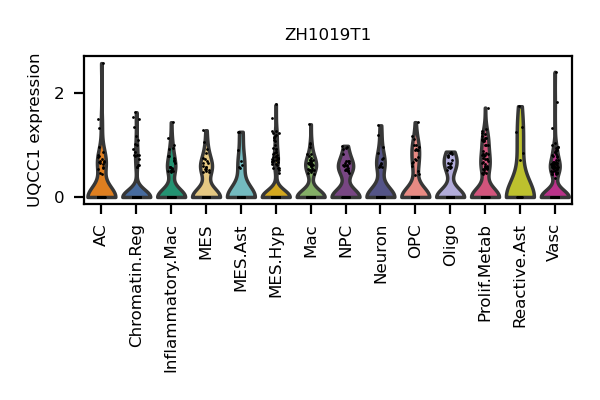 ZH1019T1
UQCC1 expression
2
0
AC
Chromatin.Reg
Inflammatory.Mac
MES
MES.Ast
MES.Hyp
Mac
NPC
Neuron
OPC
Oligo
Prolif.Metab
Reactive.Ast
Vasc